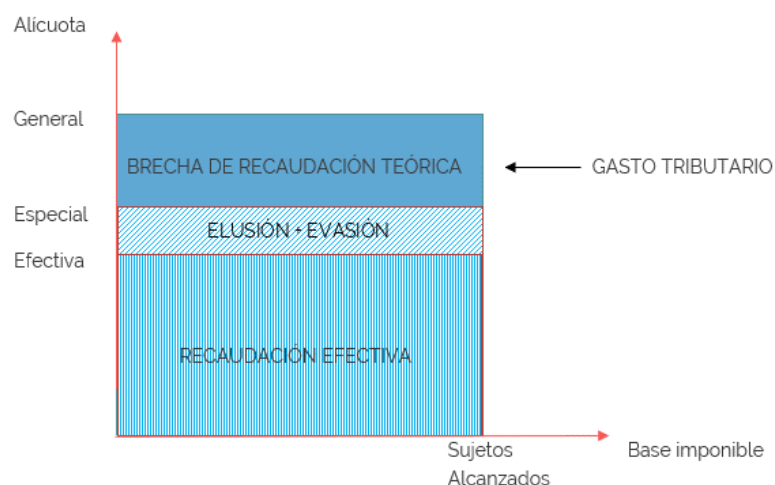 Alícuota
General
BRECHA DE RECAUDACIÓN TEÓRICA
GASTO TRIBUTARIO
Especial
ELUSIÓN + EVASIÓN
Efectiva
RECAUDACIÓN EFECTIVA
Sujetos
Alcanzados
Base imponible